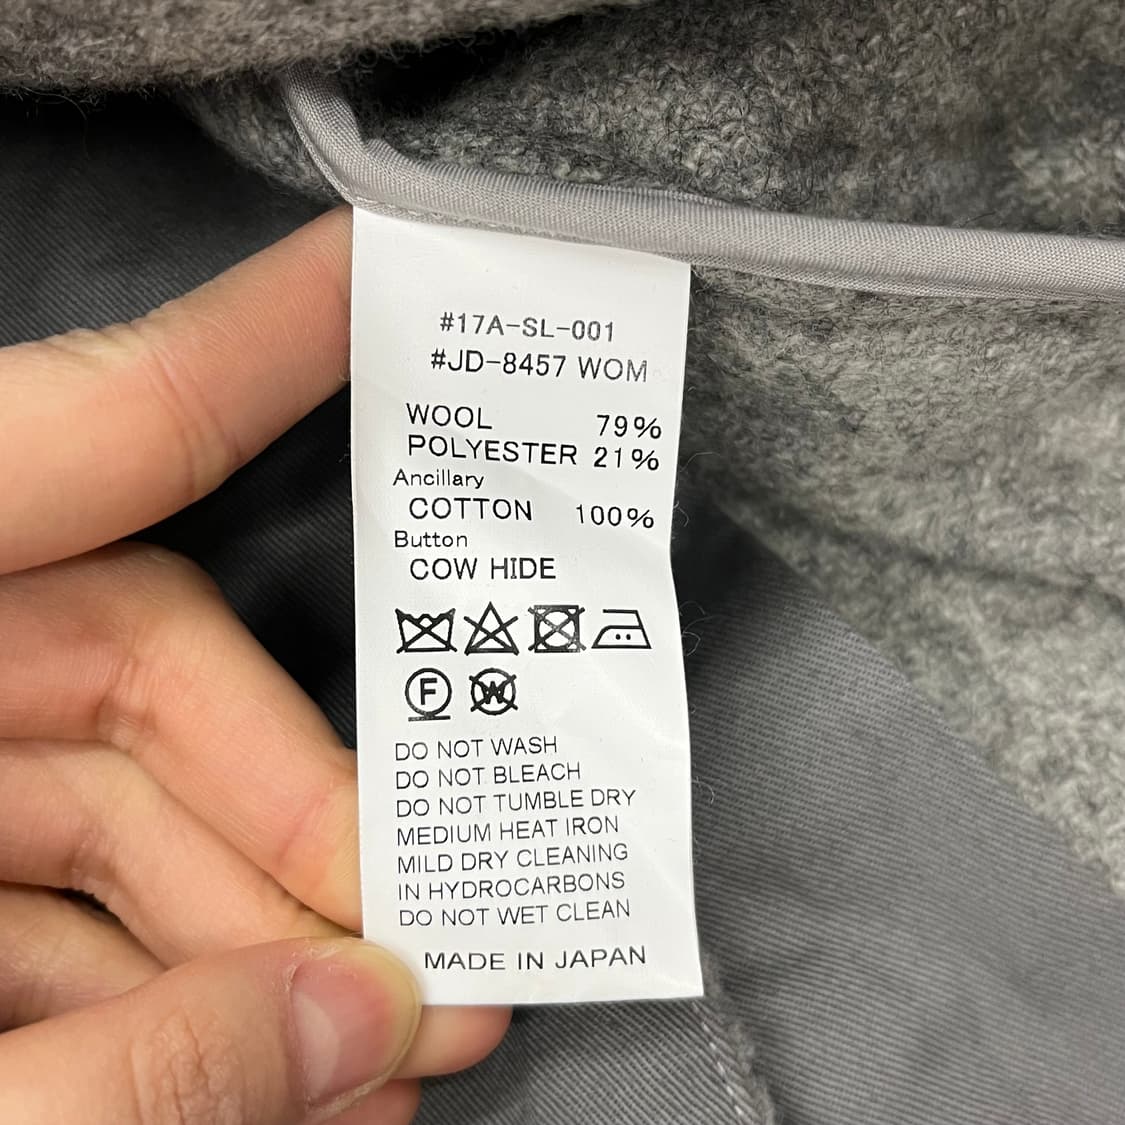 #17A-SL-001
#JD-8457 WOM
WOOL 79%
POLYESTER 21%
Ancillary
COTTON 100%
Button
COW HIDE
F W
DO NOT WASH
DO NOT BLEACH
DO NOT TUMBLE DRY
MEDIUM HEAT IRON
MILD DRY CLEANING
IN HYDROCARBONS
DO NOT WET CLEAN
MADE IN JAPAN